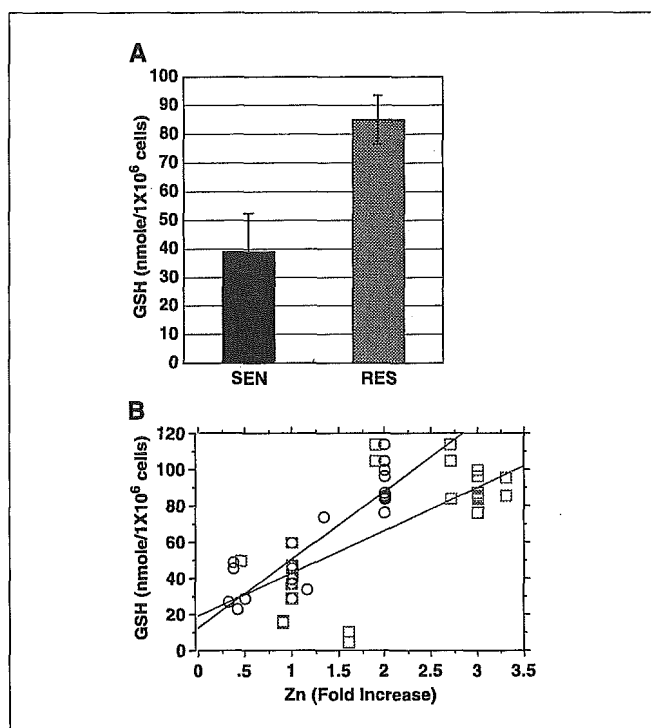 A
GSH (nmole/1X10⁶ cells)
100
90
80
70
60
50
40
30
20
10
0
SEN RES
B
GSH (nmole/1X10⁶ cells)
120
100
80
60
40
20
0
0 .5 1 1.5 2 2.5 3 3.5
Zn (Fold Increase)